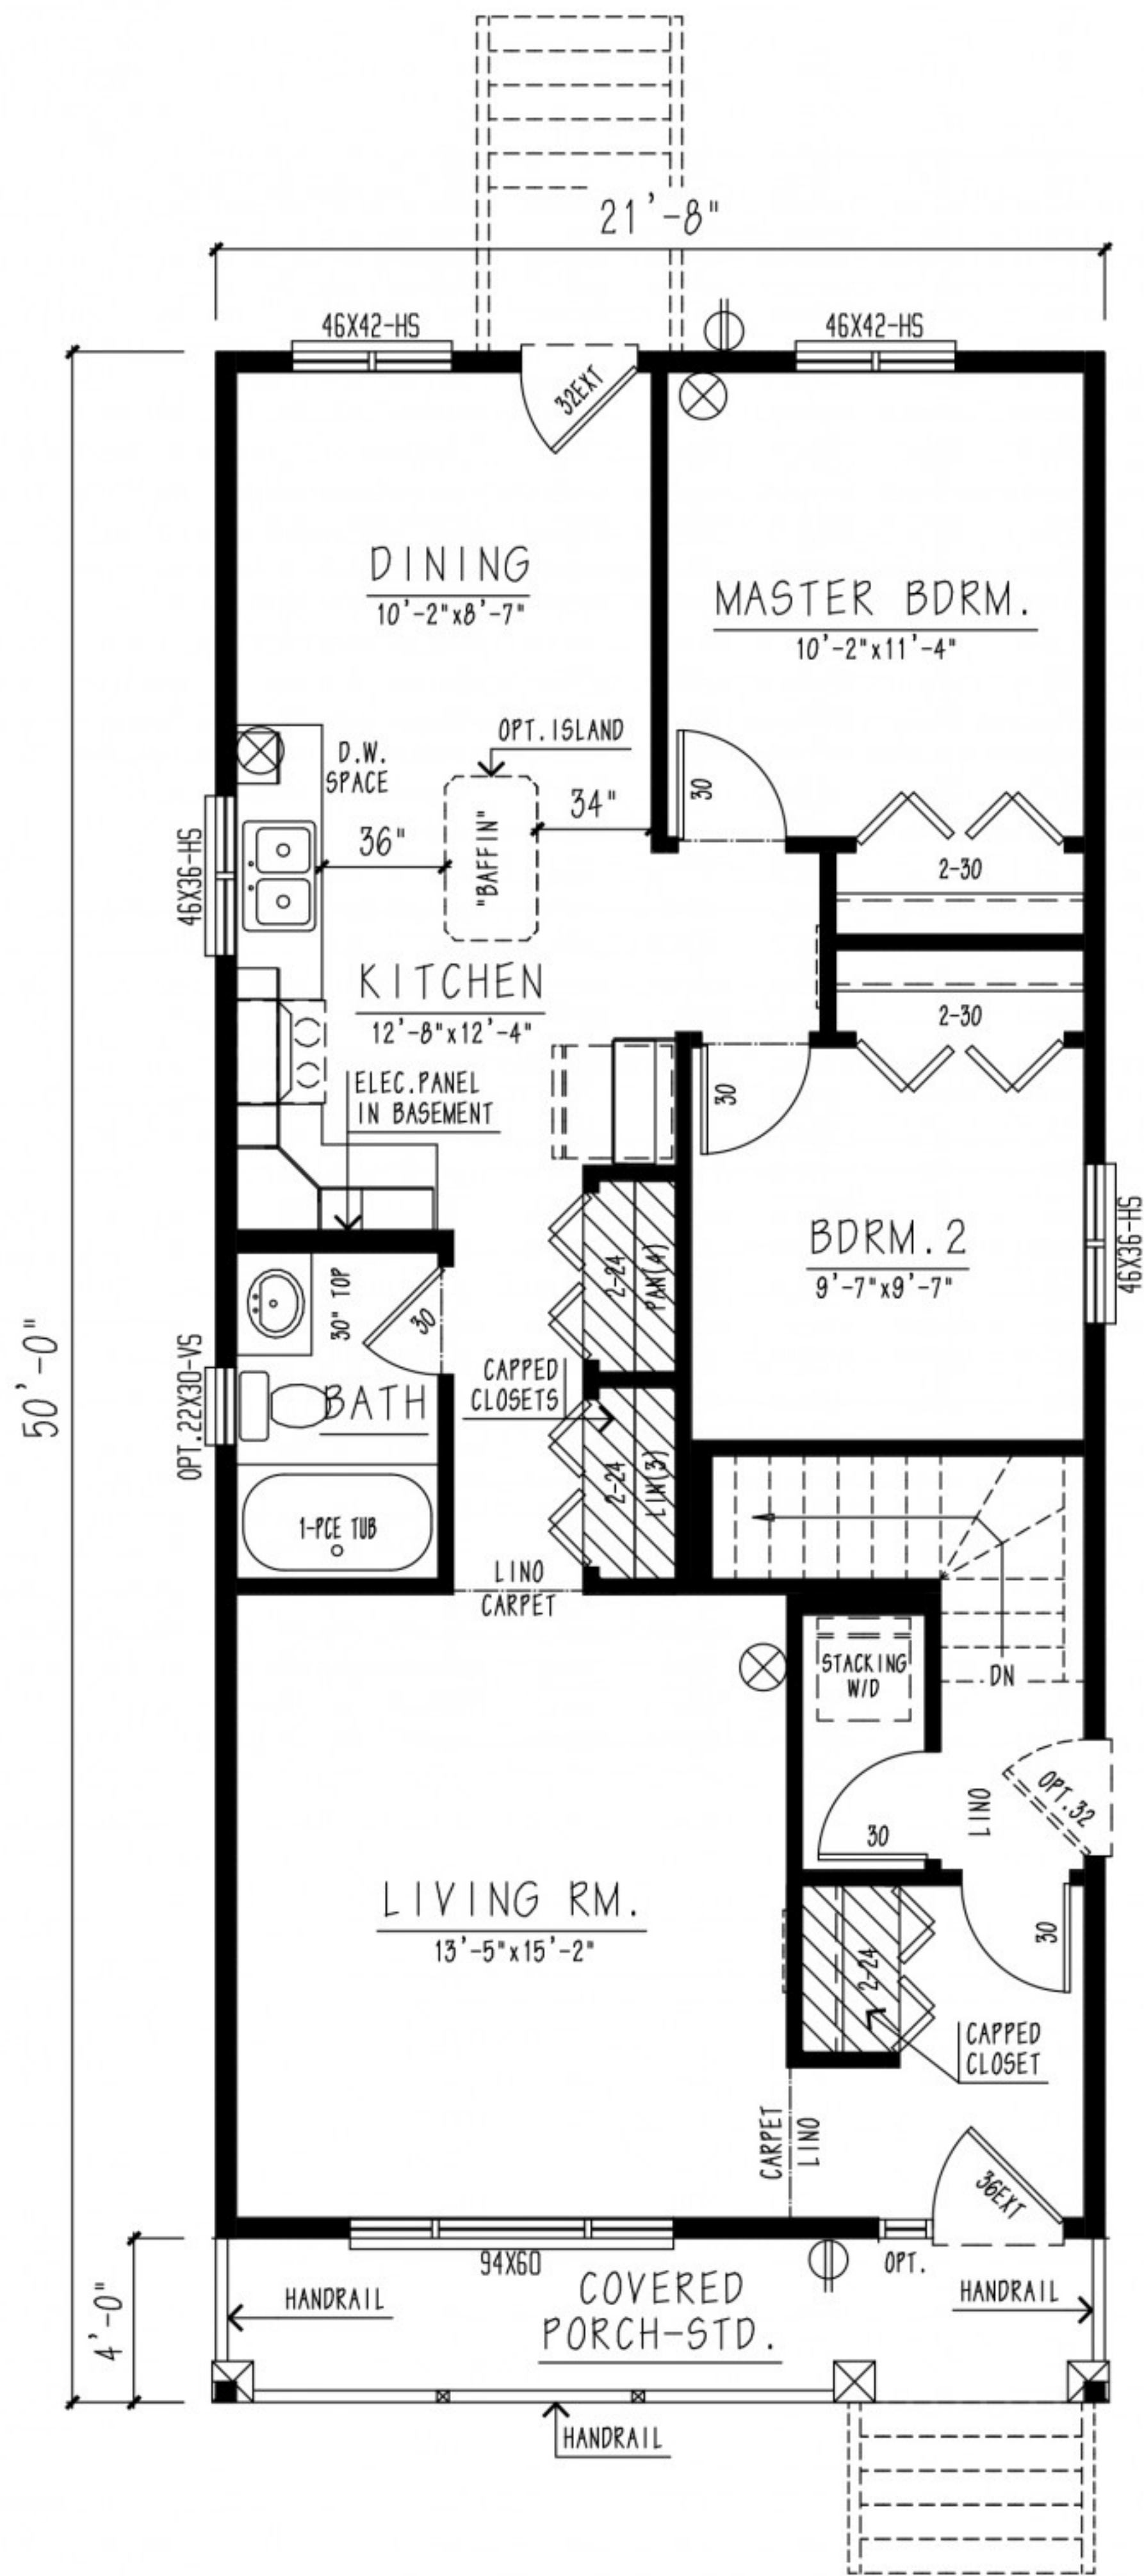 21'-8"
46X42-HS
46X42-HS
32EXT
DINING
10'-2"x8'-7"
MASTER BDRM.
10'-2"x11'-4"
OPT. ISLAND
D.W.
SPACE
36"
34"
"BAFFIN"
30
2-30
46X36-HS
KITCHEN
12'-8"x12'-4"
2-30
ELEC.PANEL
IN BASEMENT
30
BDRM. 2
9'-7"x9'-7"
46X36-HS
30" TOP
30
2-24
PAN(4)
50'-0"
OPT.22X30-VS
BATH
CAPPED
CLOSETS
2-24
LIN(3)
1-PCE TUB
LINO
CARPET
STACKING
W/D
DN
LINO
OPT.32
30
LIVING RM.
13'-5"x15'-2"
2-24
30
CAPPED
CLOSET
CARPET
LINO
36EXT
94X60
OPT.
4'-0"
HANDRAIL
COVERED
PORCH-STD.
HANDRAIL
HANDRAIL